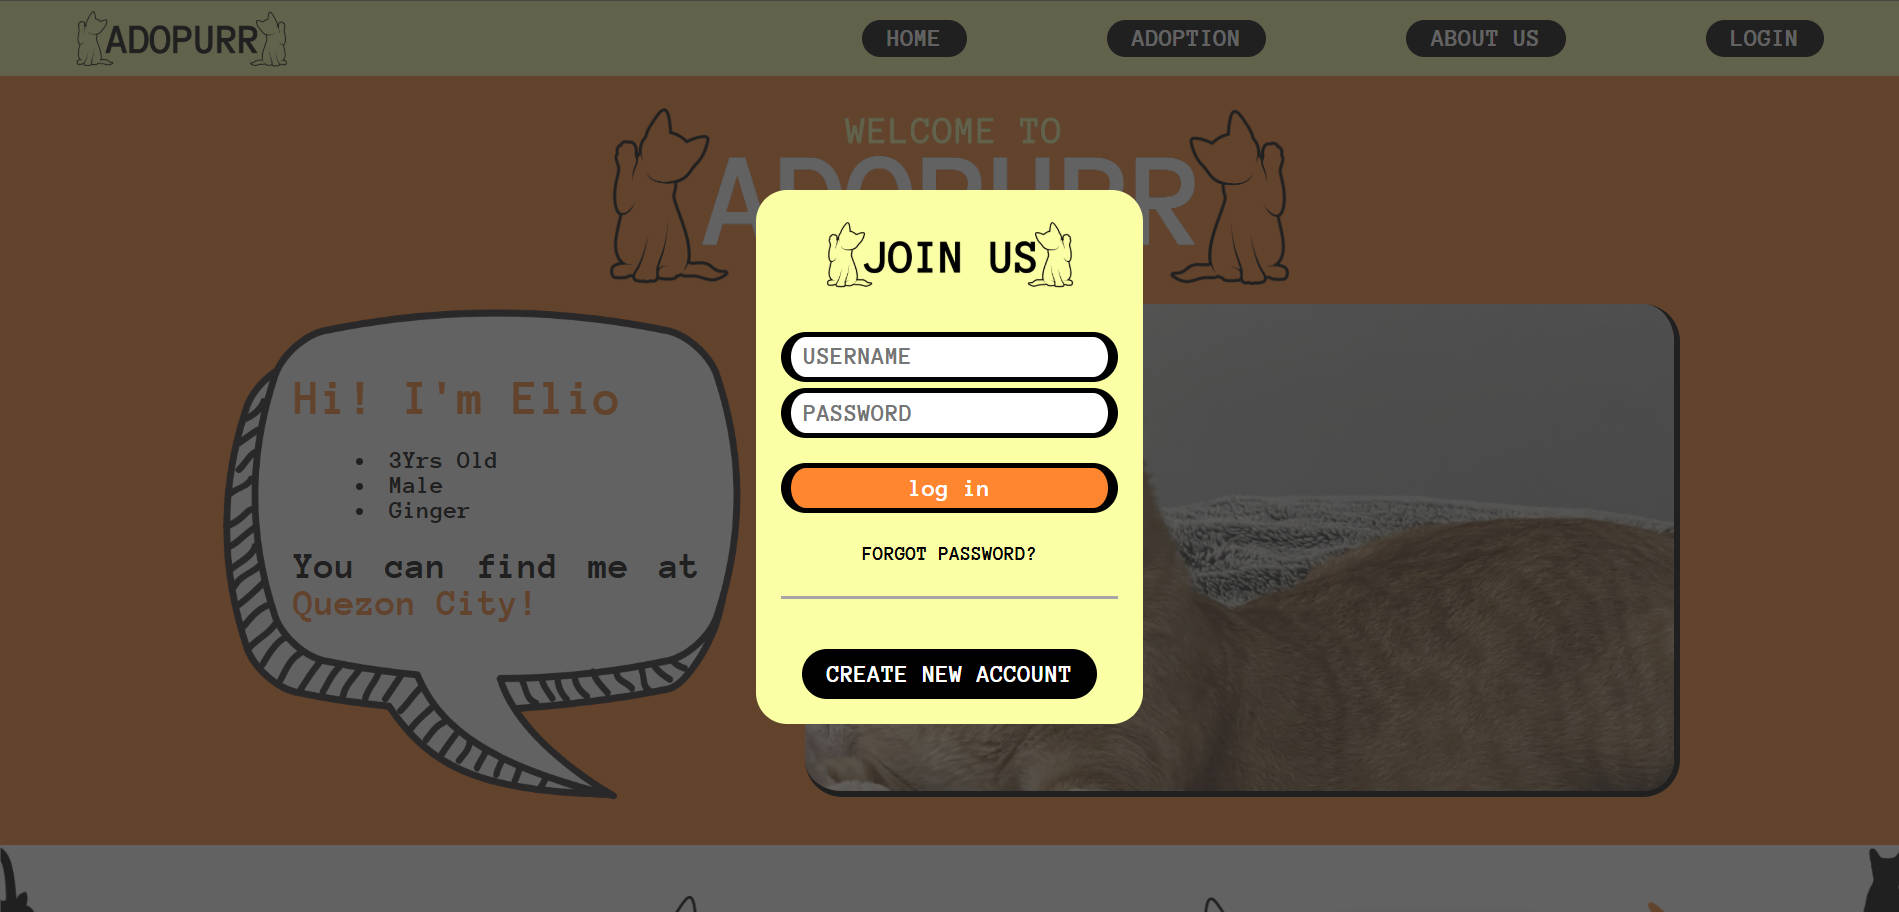 ADOPURR
HOME
ADOPTION
ABOUT US
LOGIN
WELCOME TO
ADOPURR
JOIN US
USERNAME
PASSWORD
log in
FORGOT PASSWORD?
CREATE NEW ACCOUNT
Hi! I'm Elio
3Yrs Old
Male
Ginger
You can find me at
Quezon City!